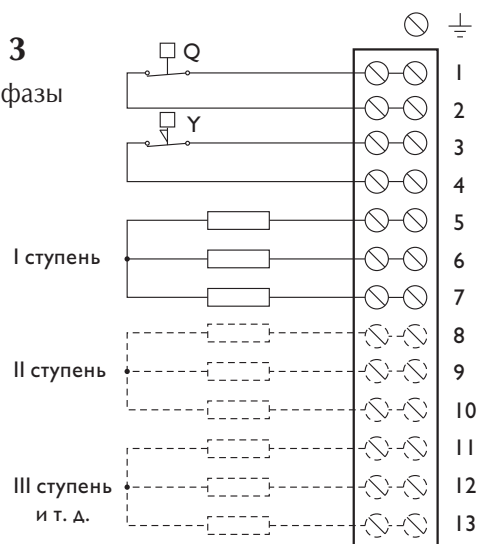 3
фазы
Q
Y
I ступень
II ступень
III ступень
и т. д.
1
2
3
4
5
6
7
8
9
10
11
12
13